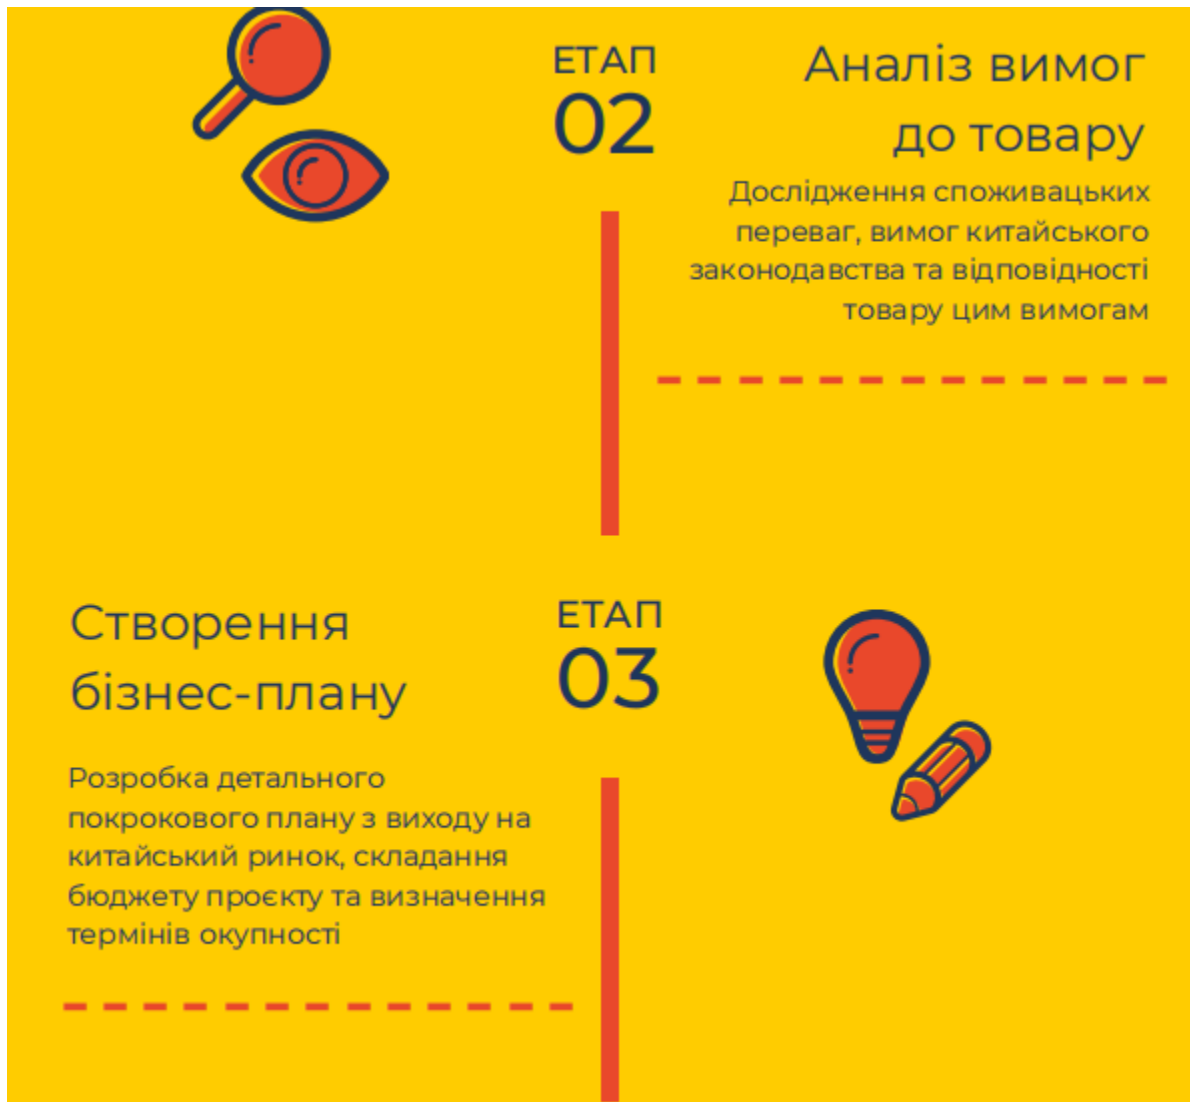 ЕТАП
02
Аналіз вимог
до товару
Дослідження споживацьких
переваг, вимог китайського
законодавства та відповідності
товару цим вимогам
Створення
бізнес-плану
ЕТАП
03
Розробка детального
покрокового плану з виходу на
китайський ринок, складання
бюджету проєкту та визначення
термінів окупності